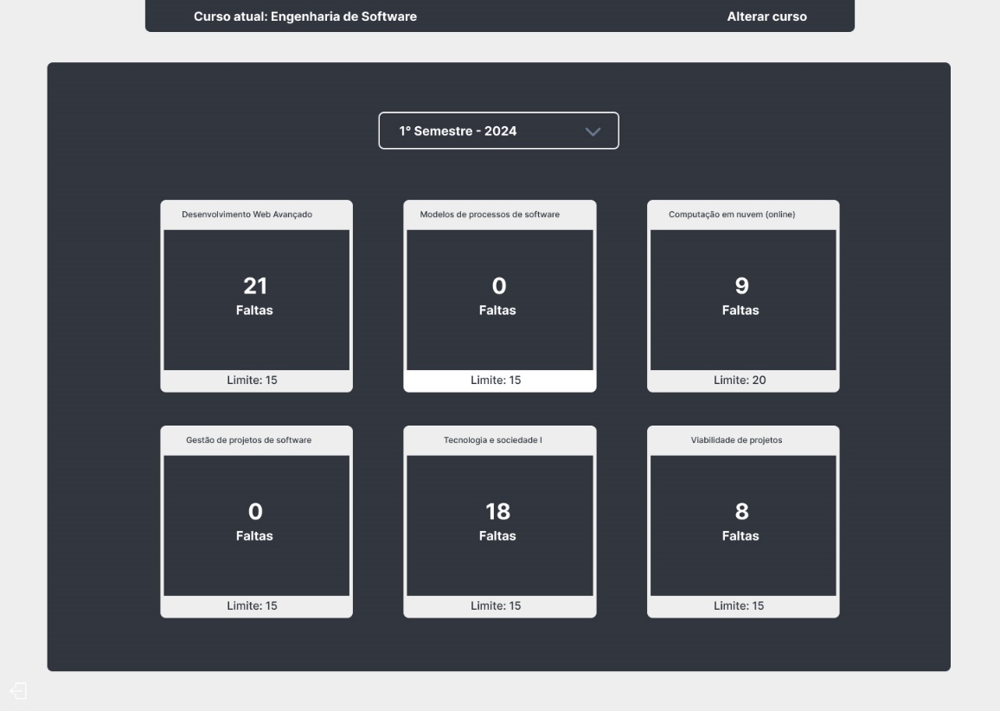 Curso atual: Engenharia de Software
Alterar curso
1° Semestre - 2024
Desenvolvimento Web Avançado
21
Faltas
Limite: 15
Modelos de processos de software
0
Faltas
Limite: 15
Computação em nuvem (online)
9
Faltas
Limite: 20
Gestão de projetos de software
0
Faltas
Limite: 15
Tecnologia e sociedade I
18
Faltas
Limite: 15
Viabilidade de projetos
8
Faltas
Limite: 15